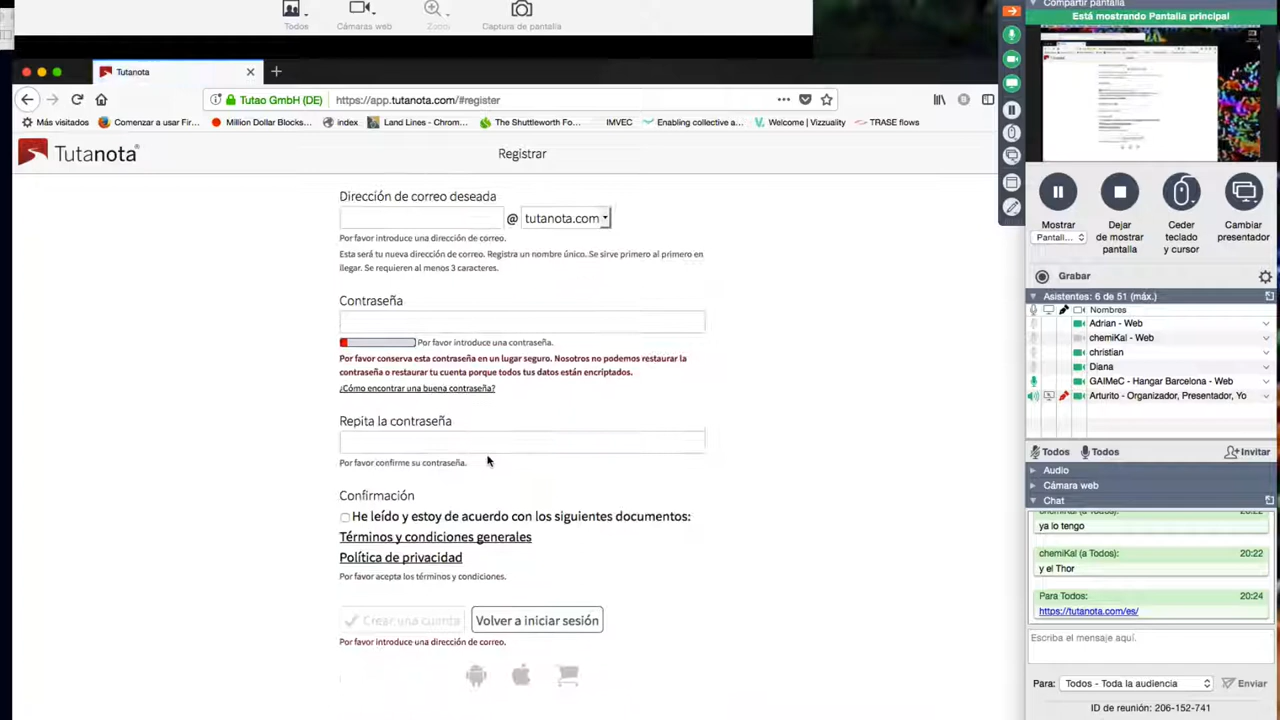 Todos
Cámaras web
Zoom
Captura de pantalla
Compartir pantalla
Está mostrando Pantalla principal
Tutanota
Tutao GmbH (DE)
https://app.tutanota.com/#register
Más visitados
Comenzar a usar Fir...
Million Dollar Blocks...
index
Chrom...
The Shuttleworth Fo...
IMVEC
Enabling collective a...
Welcome | Vizzuality
TRASE flows
Tutanota
Registrar
Dirección de correo deseada
@ tutanota.com
Por favor introduce una dirección de correo.
Esta será tu nueva dirección de correo. Registra un nombre único. Se sirve primero al primero en
llegar. Se requieren al menos 3 caracteres.
Contraseña
Por favor introduce una contraseña.
Por favor conserva esta contraseña en un lugar seguro. Nosotros no podemos restaurar la
contraseña o restaurar tu cuenta porque todos tus datos están encriptados.
¿Cómo encontrar una buena contraseña?
Repita la contraseña
Por favor confirme su contraseña.
Confirmación
He leído y estoy de acuerdo con los siguientes documentos:
Términos y condiciones generales
Política de privacidad
Por favor acepta los términos y condiciones.
Crear una cuenta
Volver a iniciar sesión
Por favor introduce una dirección de correo.
Mostrar
Pantall...
Dejar
de mostrar
pantalla
Ceder
teclado
y cursor
Cambiar
presentador
Grabar
Asistentes: 6 de 51 (máx.)
Nombres
Adrian - Web
chemiKal - Web
christian
Diana
GAIMeC - Hangar Barcelona - Web
Arturito - Organizador, Presentador, Yo
Todos
Todos
Invitar
Audio
Cámara web
Chat
chemiKal (a Todos): 20:22
ya lo tengo
chemiKal (a Todos): 20:22
y el Thor
Para Todos: 20:24
https://tutanota.com/es/
Escriba el mensaje aquí.
Para: Todos - Toda la audiencia
Enviar
ID de reunión: 206-152-741